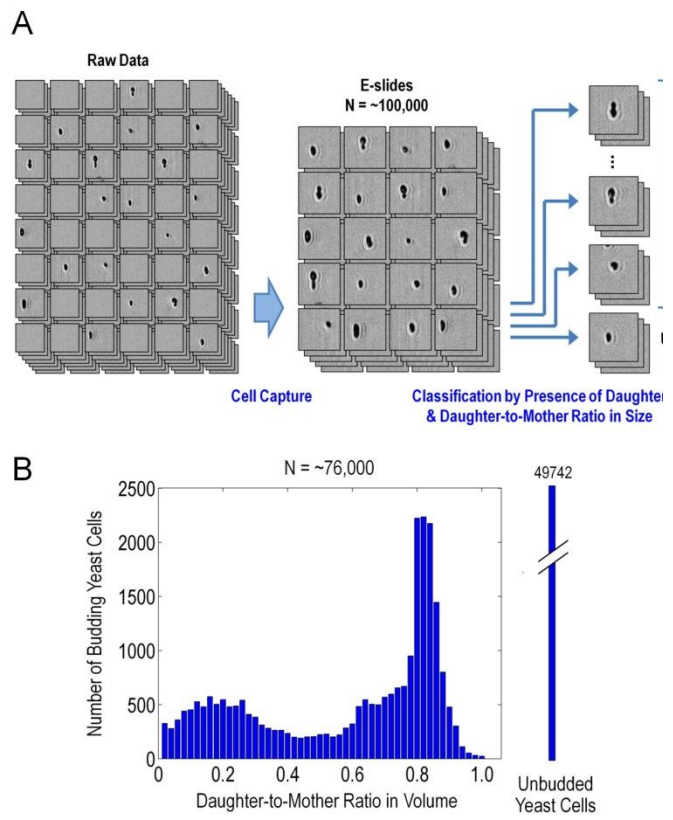 A
Raw Data
E-slides
N = ~100,000
...
Cell Capture
Classification by Presence of Daughter
& Daughter-to-Mother Ratio in Size
B
N = ~76,000
49742
2500
2000
1500
1000
500
0
Number of Budding Yeast Cells
0 0.2 0.4 0.6 0.8 1.0
Daughter-to-Mother Ratio in Volume
Unbudded
Yeast Cells